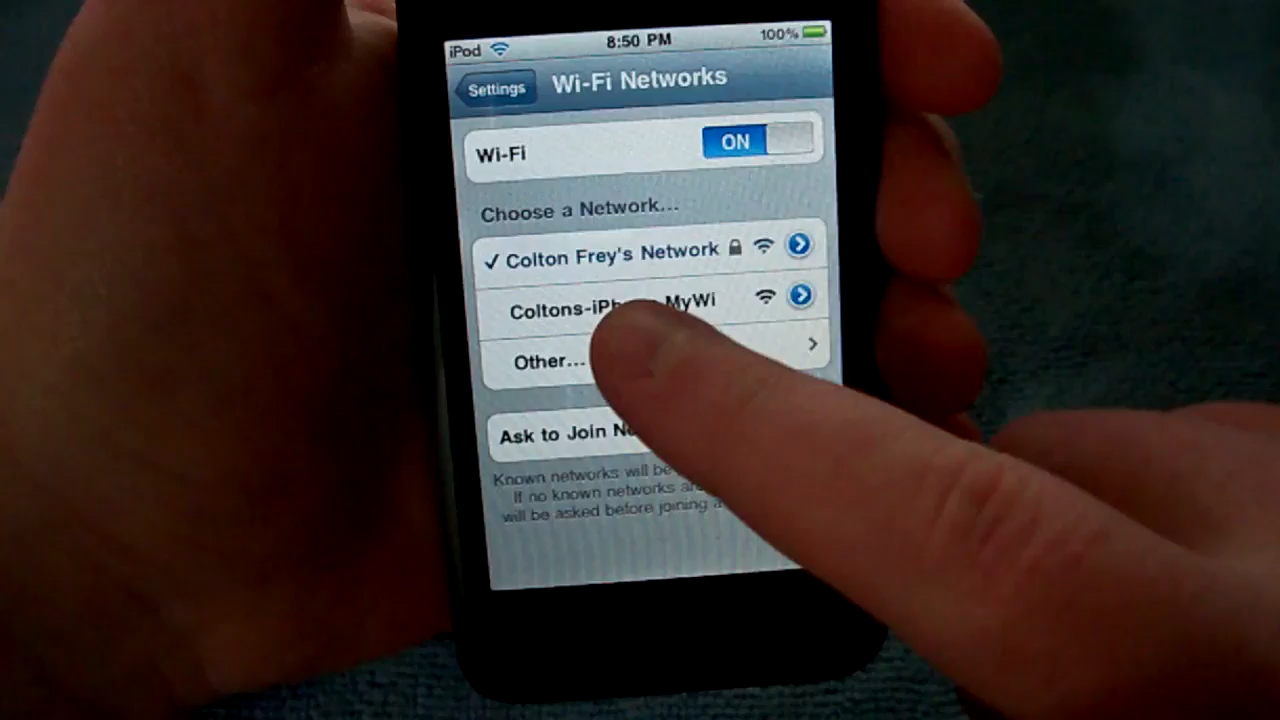 iPod 8:50 PM 100%
Settings Wi-Fi Networks
Wi-Fi ON
Choose a Network...
✓ Colton Frey's Network
Coltons-iPh MyWi
Other...
Ask to Join
Known networks will be
If no known networks
will be asked before joining a